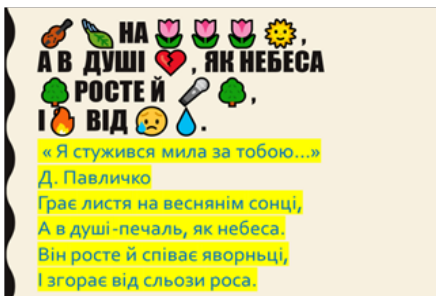 🎻 🍃 НА 🌷 🌷 🌷 🌞,
А В ДУШІ 💔, ЯК НЕБЕСА
🌳 РОСТЕ Й 🎤 🌳,
І 🔥 ВІД 😥 💧.
« Я стужився мила за тобою...»
Д. Павличко
Грає листя на веснянім сонці,
А в душі-печаль, як небеса.
Він росте й співає яворньці,
І згорає від сльози роса.